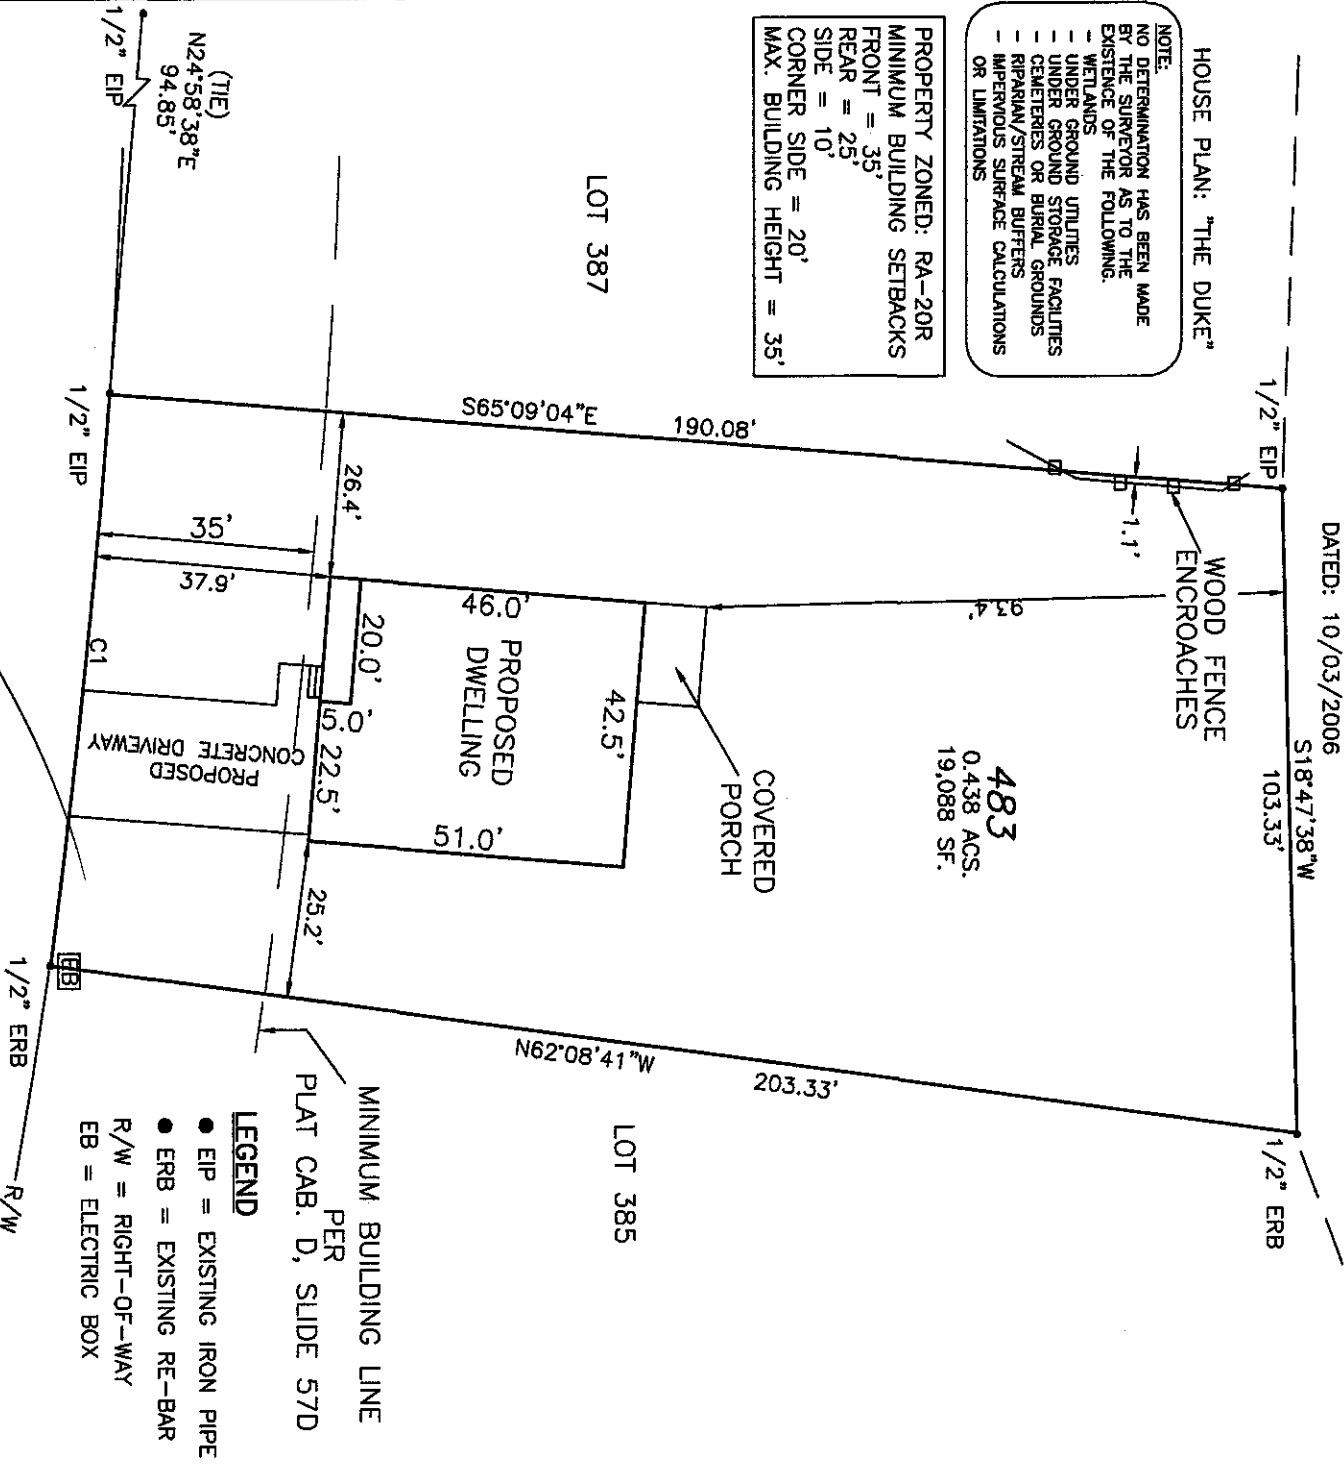 DATED: 10/03/2006
HOUSE PLAN: "THE DUKE"
NOTE:
NO DETERMINATION HAS BEEN MADE
BY THE SURVEYOR AS TO THE
EXISTENCE OF THE FOLLOWING.
- WETLANDS
- UNDER GROUND UTILITIES
- UNDER GROUND STORAGE FACILITIES
- CEMETERIES OR BURIAL GROUNDS
- RIPARIAN/STREAM BUFFERS
- IMPERVIOUS SURFACE CALCULATIONS
OR LIMITATIONS
PROPERTY ZONED: RA-20R
MINIMUM BUILDING SETBACKS
FRONT = 35'
REAR = 25'
SIDE = 10'
CORNER SIDE = 20'
MAX. BUILDING HEIGHT = 35'
LOT 387
(TIE)
N24°58'38"E
94.85'
1/2" EIP
1/2" EIP
1/2" EIP
S18°47'38"W
103.33'
S65°09'04"E
190.08'
1.1'
WOOD FENCE
ENCROACHES
93.4'
483
0.438 ACS.
19,088 SF.
COVERED
PORCH
42.5'
46.0'
PROPOSED
DWELLING
51.0'
20.0'
5.0'
22.5'
26.4'
35'
37.9'
25.2'
C1
PROPOSED
CONCRETE DRIVEWAY
EB
1/2" ERB
1/2" ERB
N62°08'41"W
203.33'
LOT 385
MINIMUM BUILDING LINE
PER
PLAT CAB. D, SLIDE 57D
LEGEND
● EIP = EXISTING IRON PIPE
● ERB = EXISTING RE-BAR
R/W = RIGHT-OF-WAY
EB = ELECTRIC BOX
R/W